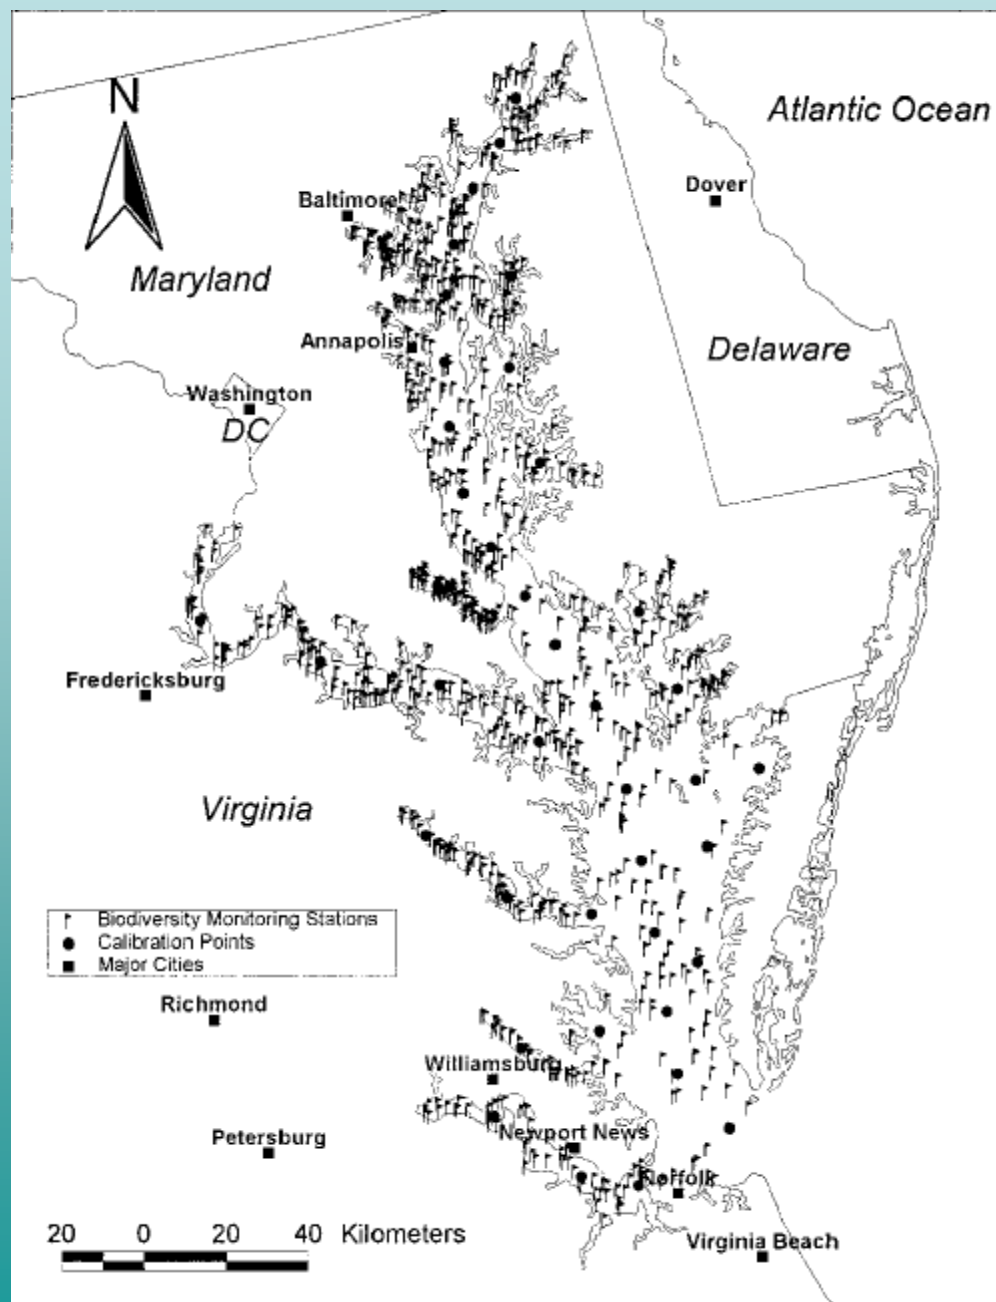 N
Atlantic Ocean
Dover
Baltimore
Maryland
Annapolis
Delaware
Washington
DC
Fredericksburg
Virginia
Biodiversity Monitoring Stations
Calibration Points
Major Cities
Richmond
Williamsburg
Newport News
Petersburg
Norfolk
20 0 20 40 Kilometers
Virginia Beach